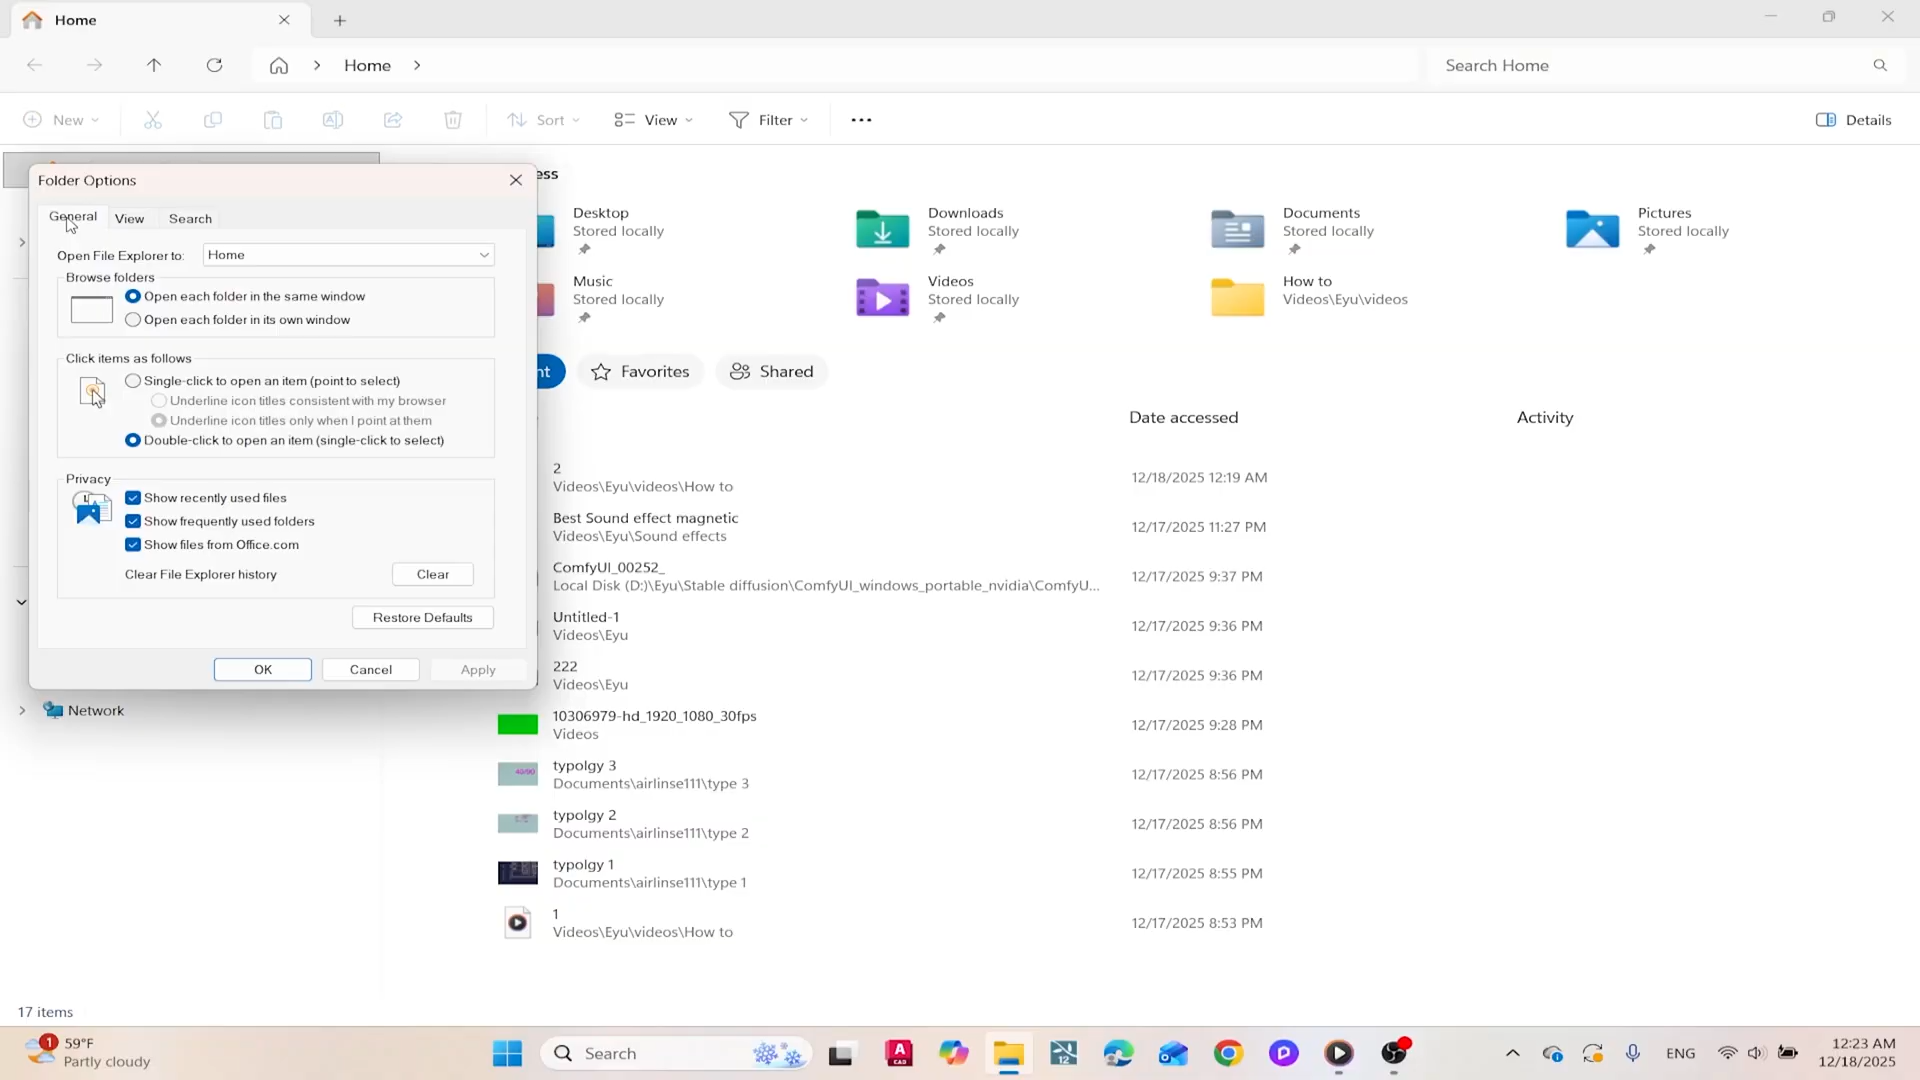 Home
Home
Search Home
New
Sort
View
Filter
Details
Folder Options
General
View
Search
Open File Explorer to:
Home
Browse folders
Open each folder in the same window
Open each folder in its own window
Click items as follows
Single-click to open an item (point to select)
Underline icon titles consistent with my browser
Underline icon titles only when I point at them
Double-click to open an item (single-click to select)
Privacy
Show recently used files
Show frequently used folders
Show files from Office.com
Clear File Explorer history
Clear
Restore Defaults
OK
Cancel
Apply
Network
ess
Desktop
Stored locally
Downloads
Stored locally
Documents
Stored locally
Pictures
Stored locally
Music
Stored locally
Videos
Stored locally
How to
Videos\Eyu\videos
nt
Favorites
Shared
Date accessed
Activity
2
Videos\Eyu\videos\How to
12/18/2025 12:19 AM
Best Sound effect magnetic
Videos\Eyu\Sound effects
12/17/2025 11:27 PM
ComfyUI_00252_
Local Disk (D:)\Eyu\Stable diffusion\ComfyUI_windows_portable_nvidia\ComfyU...
12/17/2025 9:37 PM
Untitled-1
Videos\Eyu
12/17/2025 9:36 PM
222
Videos\Eyu
12/17/2025 9:36 PM
10306979-hd_1920_1080_30fps
Videos
12/17/2025 9:28 PM
typolgy 3
Documents\airlinse111\type 3
12/17/2025 8:56 PM
typolgy 2
Documents\airlinse111\type 2
12/17/2025 8:56 PM
typolgy 1
Documents\airlinse111\type 1
12/17/2025 8:55 PM
1
Videos\Eyu\videos\How to
12/17/2025 8:53 PM
17 items
1
59°F
Partly cloudy
Search
A
CAD
12
ENG
12:23 AM
12/18/2025